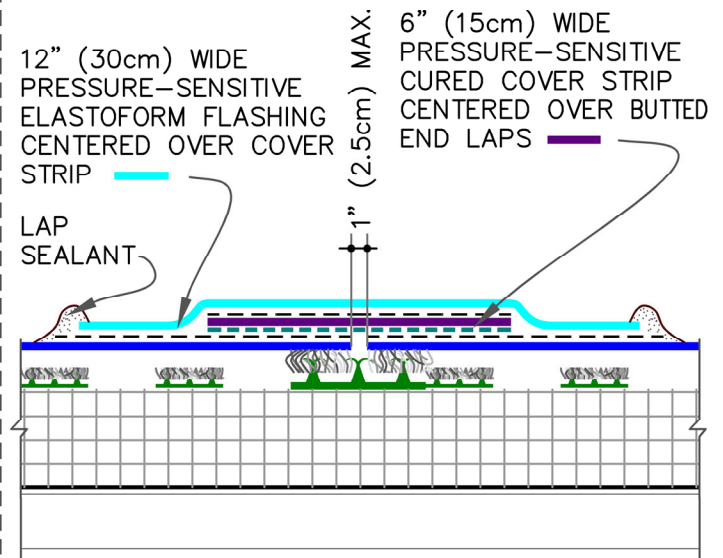 12” (30cm) WIDE
PRESSURE–SENSITIVE
ELASTOFORM FLASHING
CENTERED OVER COVER
STRIP
LAP
SEALANT
1” (2.5cm) MAX.
6” (15cm) WIDE
PRESSURE–SENSITIVE
CURED COVER STRIP
CENTERED OVER BUTTED
END LAPS